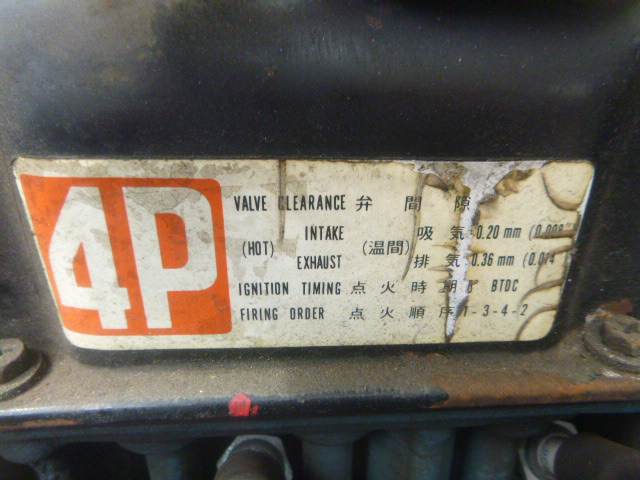 4P
VALVE CLEARANCE 弁間隙
(HOT) INTAKE (温間) 吸気 0.20 mm
EXHAUST 排気 0.36 mm
IGNITION TIMING 点火時期 BTDC
FIRING ORDER 点火順序 1-3-4-2